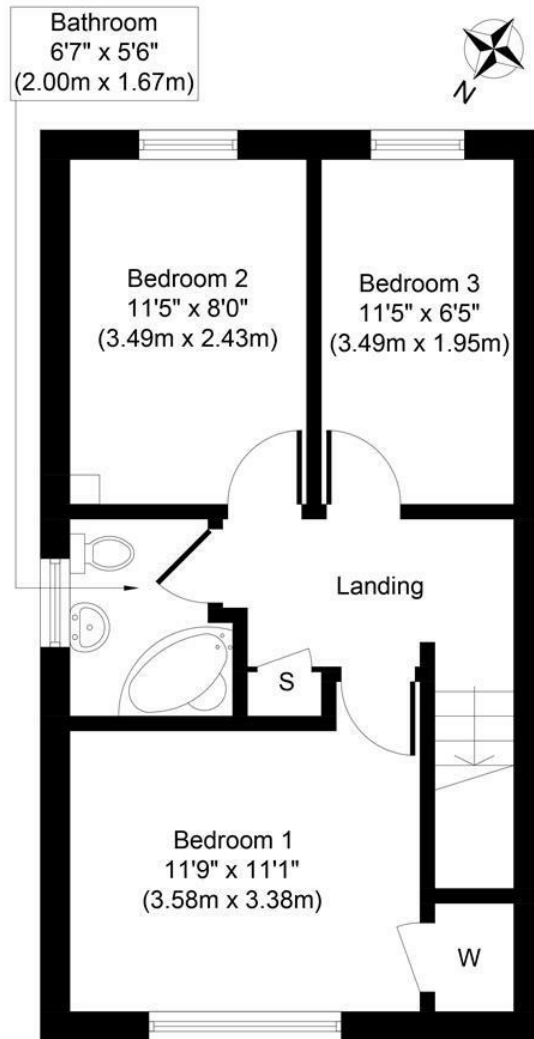 Bathroom
6'7" x 5'6"
(2.00m x 1.67m)
N
Bedroom 2
11'5" x 8'0"
(3.49m x 2.43m)
Bedroom 3
11'5" x 6'5"
(3.49m x 1.95m)
Landing
S
Bedroom 1
11'9" x 11'1"
(3.58m x 3.38m)
W